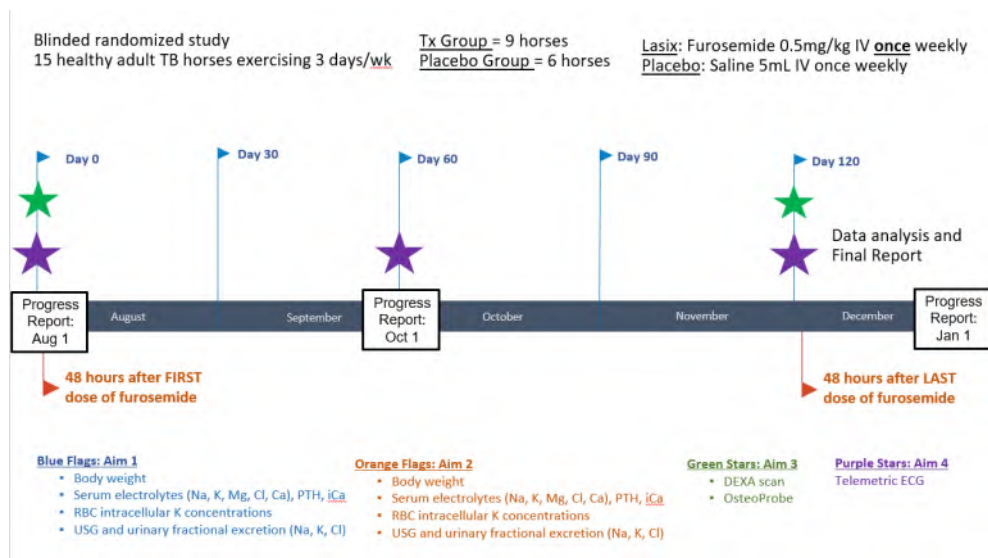 Blinded randomized study
15 healthy adult TB horses exercising 3 days/wk
Tx Group = 9 horses
Placebo Group = 6 horses
Lasix: Furosemide 0.5mg/kg IV once weekly
Placebo: Saline 5mL IV once weekly
Day 0
Day 30
Day 60
Day 90
Day 120
Data analysis and
Final Report
Progress
Report:
Aug 1
August
September
Progress
Report:
Oct 1
October
November
December
Progress
Report:
Jan 1
48 hours after FIRST
dose of furosemide
48 hours after LAST
dose of furosemide
Blue Flags: Aim 1
• Body weight
• Serum electrolytes (Na, K, Mg, Cl, Ca), PTH, iCa
• RBC intracellular K concentrations
• USG and urinary fractional excretion (Na, K, Cl)
Orange Flags: Aim 2
• Body weight
• Serum electrolytes (Na, K, Mg, Cl, Ca), PTH, iCa
• RBC intracellular K concentrations
• USG and urinary fractional excretion (Na, K, Cl)
Green Stars: Aim 3
• DEXA scan
• OsteoProbe
Purple Stars: Aim 4
Telemetric ECG